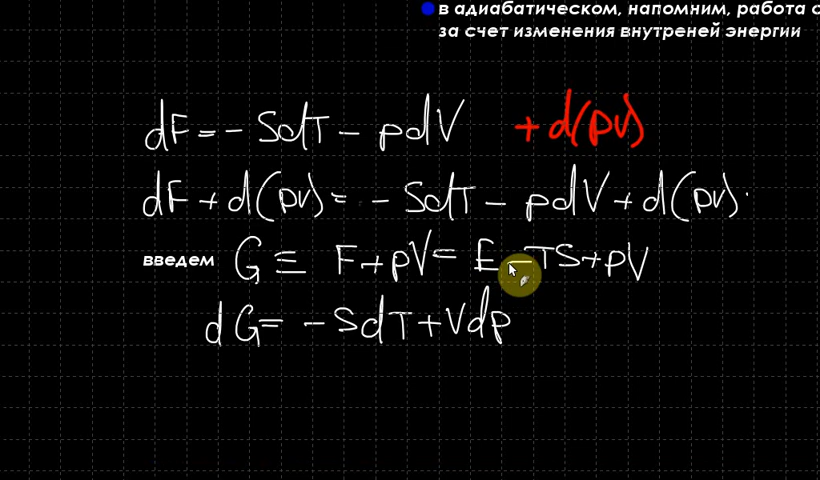 в адиабатическом, напомним, работа
за счет изменения внутреней энергии
dF = - SdT - pdV + d(pV)
dF + d(pV) = - SdT - pdV + d(pV).
введем G ≡ F + pV = E - TS + pV
dG = - SdT + Vdp